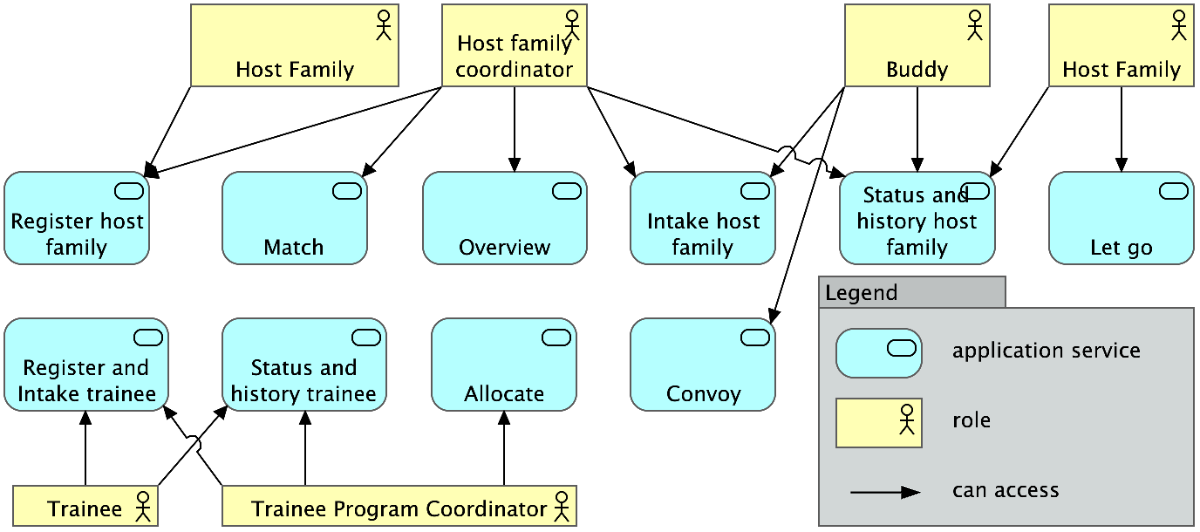 Host Family
Host family
coordinator
Buddy
Host Family
Register host
family
Match
Overview
Intake host
family
Status and
history host
family
Let go
Register and
Intake trainee
Status and
history trainee
Allocate
Convoy
Legend
application service
role
can access
Trainee
Trainee Program Coordinator